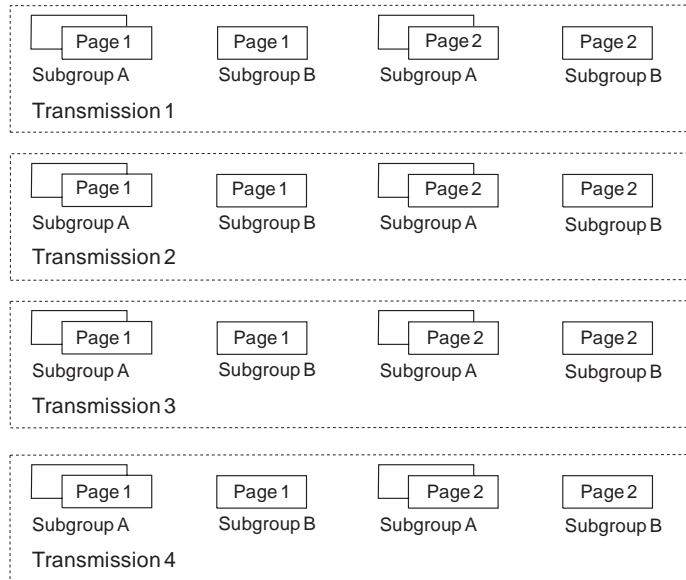 Page 1 Page 1 Page 2 Page 2
Subgroup A Subgroup B Subgroup A Subgroup B
Transmission 1
Page 1 Page 1 Page 2 Page 2
Subgroup A Subgroup B Subgroup A Subgroup B
Transmission 2
Page 1 Page 1 Page 2 Page 2
Subgroup A Subgroup B Subgroup A Subgroup B
Transmission 3
Page 1 Page 1 Page 2 Page 2
Subgroup A Subgroup B Subgroup A Subgroup B
Transmission 4